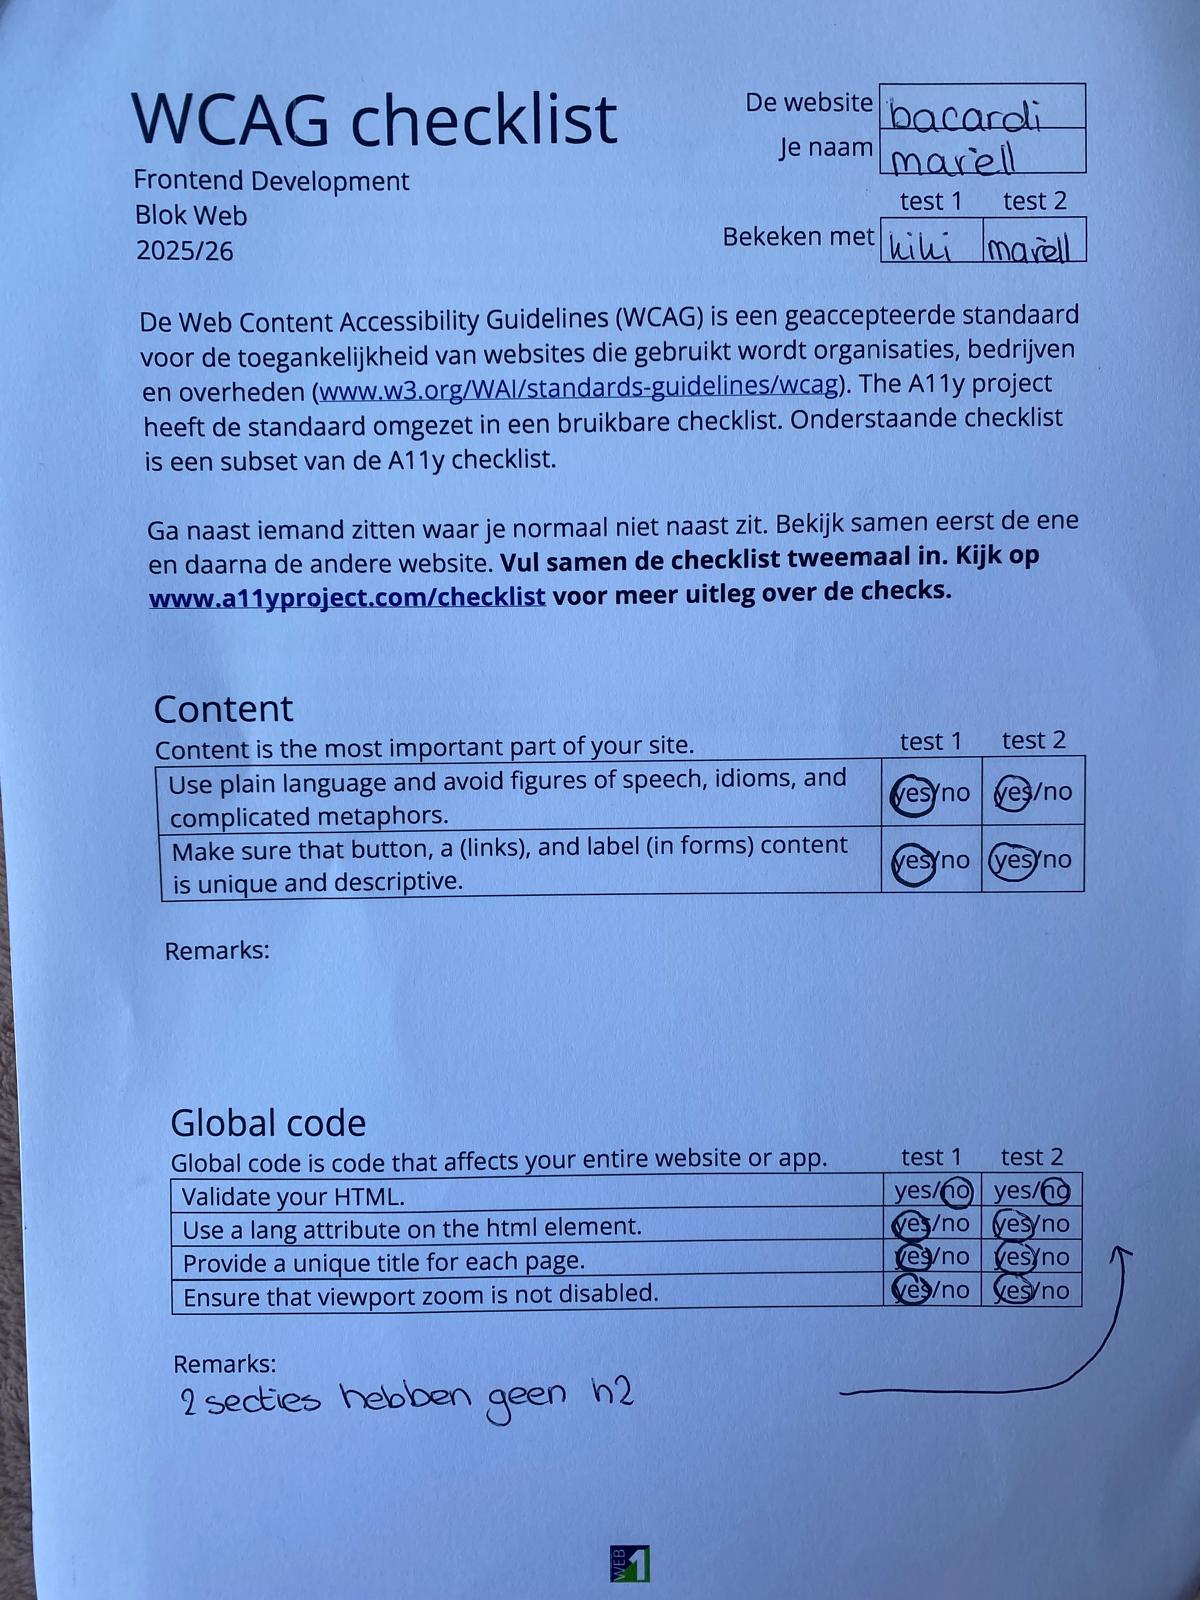 WCAG checklist
Frontend Development
Blok Web
2025/26
De website bacardi
Je naam marèll
test 1 test 2
Bekeken met kiki marèll
De Web Content Accessibility Guidelines (WCAG) is een geaccepteerde standaard
voor de toegankelijkheid van websites die gebruikt wordt organisaties, bedrijven
en overheden (www.w3.org/WAI/standards-guidelines/wcag). The A11y project
heeft de standaard omgezet in een bruikbare checklist. Onderstaande checklist
is een subset van de A11y checklist.
Ga naast iemand zitten waar je normaal niet naast zit. Bekijk samen eerst de ene
en daarna de andere website. Vul samen de checklist tweemaal in. Kijk op
www.a11yproject.com/checklist voor meer uitleg over de checks.
Content
Content is the most important part of your site. test 1 test 2
Use plain language and avoid figures of speech, idioms, and
complicated metaphors. yes/no yes/no
Make sure that button, a (links), and label (in forms) content
is unique and descriptive. yes/no yes/no
Remarks:
Global code
Global code is code that affects your entire website or app. test 1 test 2
Validate your HTML. yes/no yes/no
Use a lang attribute on the html element. yes/no yes/no
Provide a unique title for each page. yes/no yes/no
Ensure that viewport zoom is not disabled. yes/no yes/no
Remarks:
2 secties hebben geen h2
WEB 1